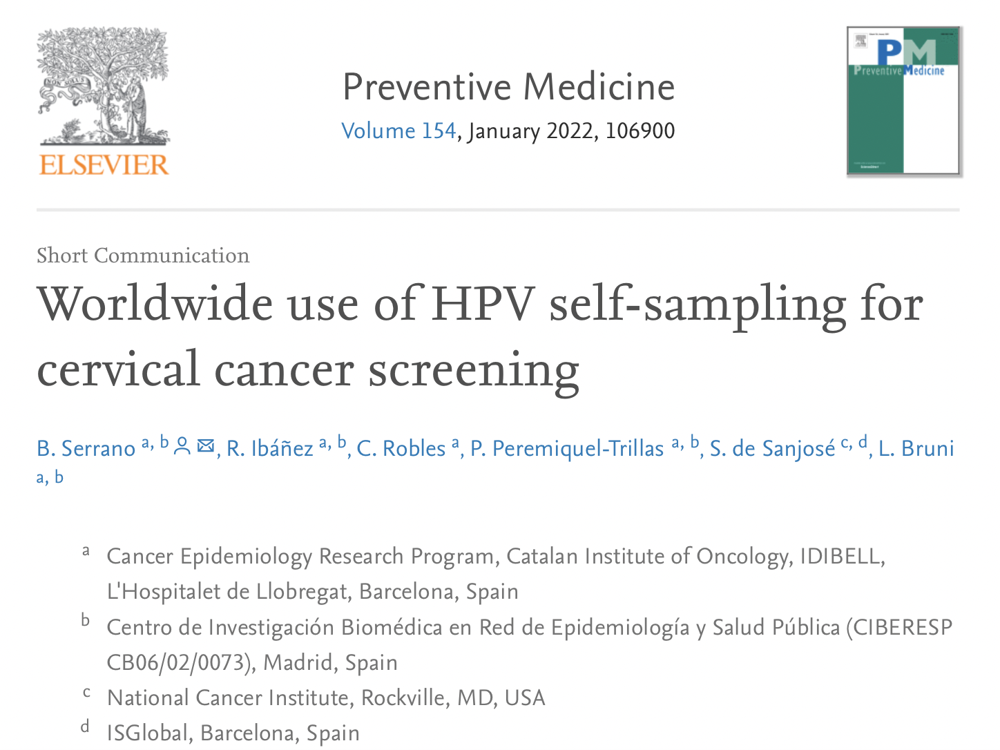 NON SOLUS
ELSEVIER
Preventive Medicine
Volume 154, January 2022, 106900
PM
Preventive Medicine
Short Communication
Worldwide use of HPV self-sampling for
cervical cancer screening
B. Serrano a, b, R. Ibáñez a, b, C. Robles a, P. Peremiquel-Trillas a, b, S. de Sanjosé c, d, L. Bruni
a, b
a Cancer Epidemiology Research Program, Catalan Institute of Oncology, IDIBELL,
L'Hospitalet de Llobregat, Barcelona, Spain
b Centro de Investigación Biomédica en Red de Epidemiología y Salud Pública (CIBERESP
CB06/02/0073), Madrid, Spain
c National Cancer Institute, Rockville, MD, USA
d ISGlobal, Barcelona, Spain